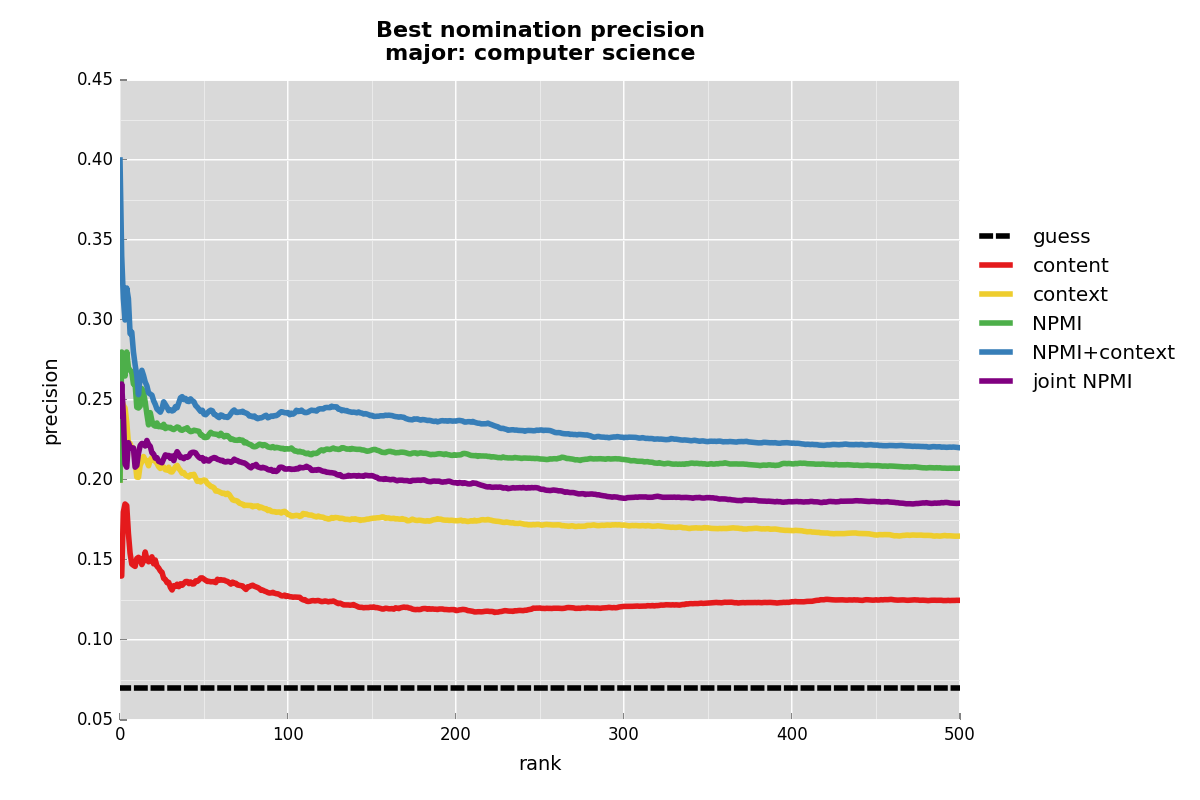 Best nomination precision
major: computer science
precision
0.45
0.40
0.35
0.30
0.25
0.20
0.15
0.10
0.05
0
100
200
300
400
500
rank
guess
content
context
NPMI
NPMI+context
joint NPMI